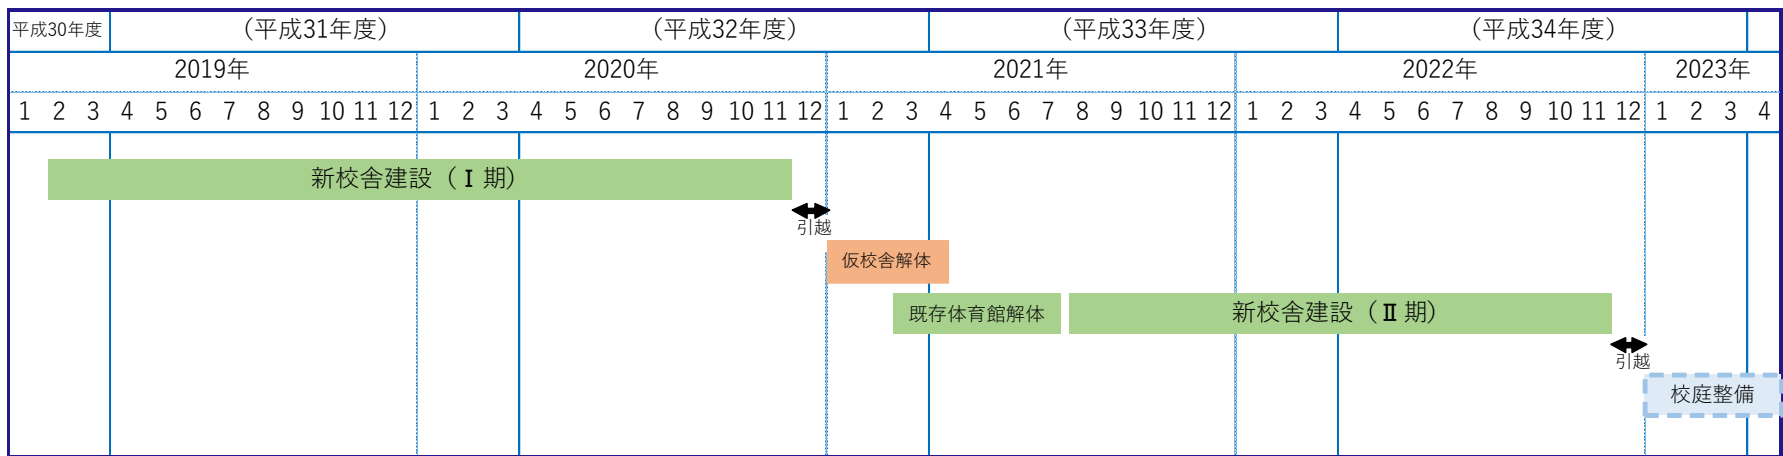 平成30年度 （平成31年度） （平成32年度） （平成33年度） （平成34年度）
2019年 2020年 2021年 2022年 2023年
1 2 3 4 5 6 7 8 9 10 11 12 1 2 3 4 5 6 7 8 9 10 11 12 1 2 3 4 5 6 7 8 9 10 11 12 1 2 3 4 5 6 7 8 9 10 11 12 1 2 3 4
新校舎建設（Ⅰ期）
引越
仮校舎解体
既存体育館解体 新校舎建設（Ⅱ期）
引越
校庭整備